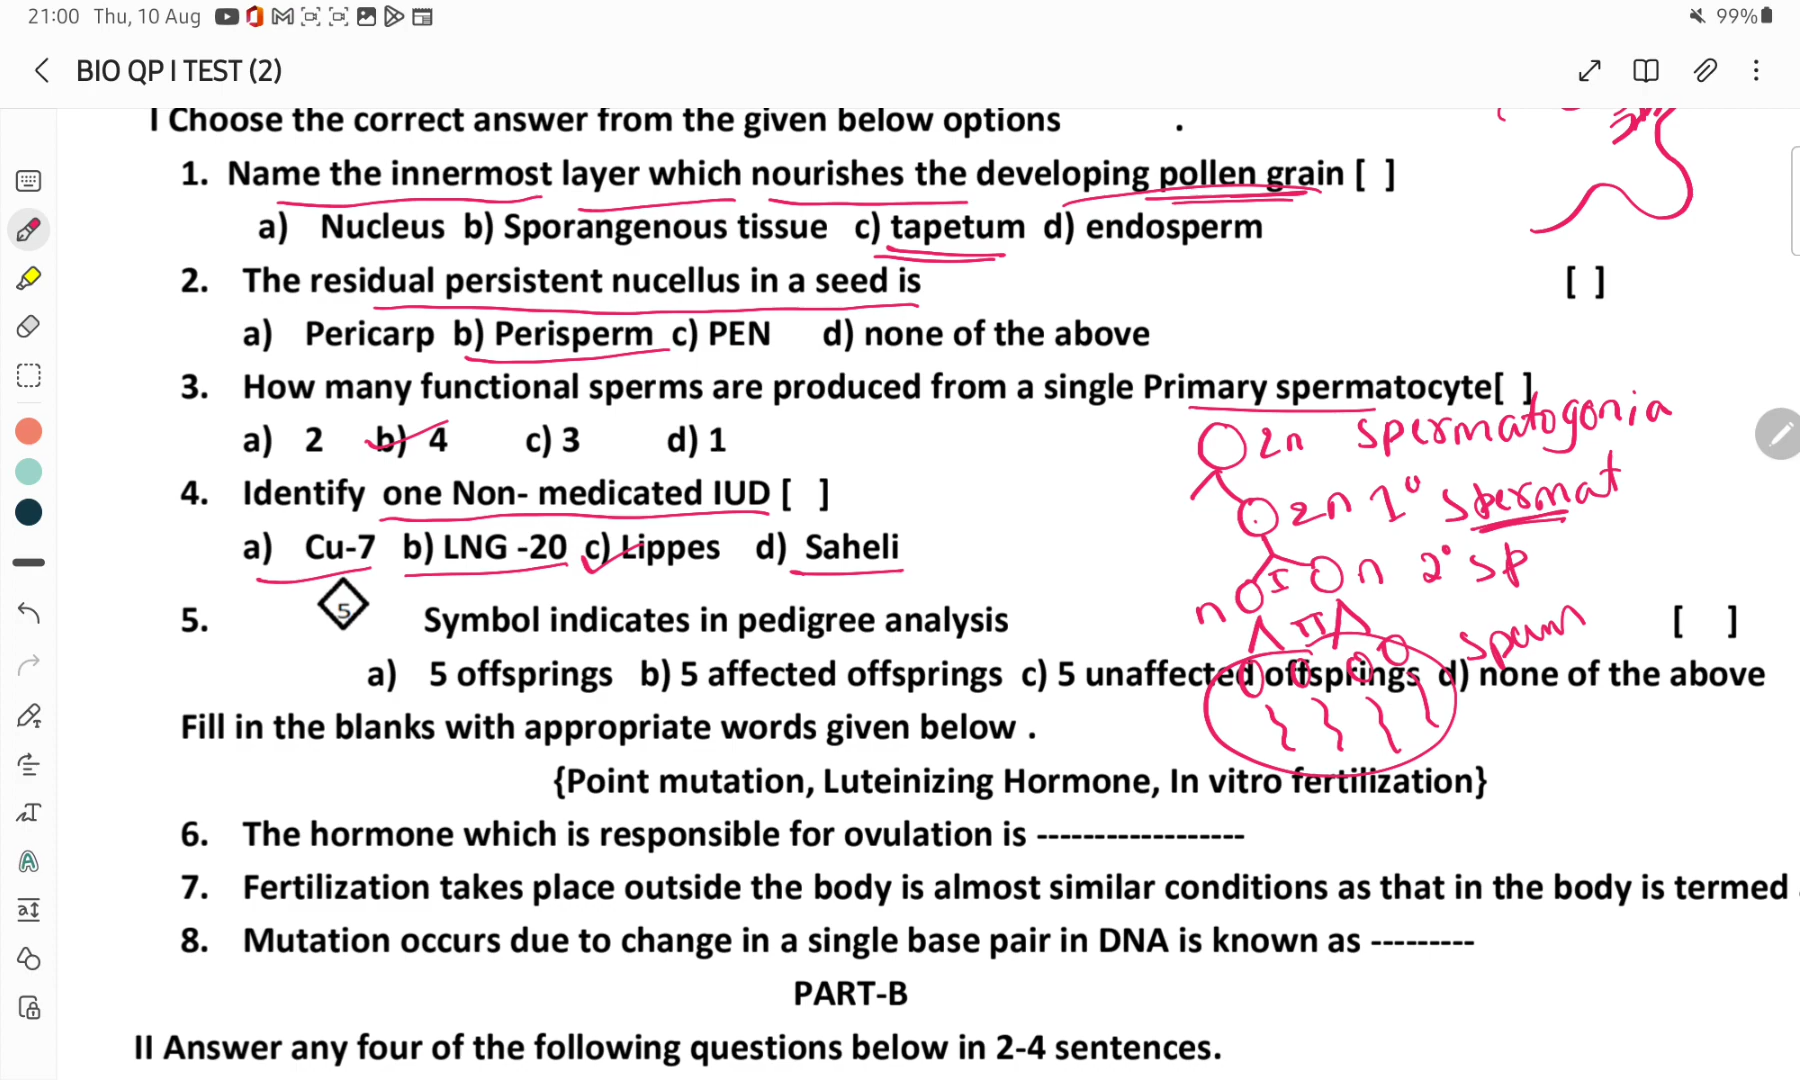 21:00 Thu, 10 Aug
99%
BIO QP I TEST (2)
I Choose the correct answer from the given below options .
1. Name the innermost layer which nourishes the developing pollen grain [ ]
a) Nucleus b) Sporangenous tissue c) tapetum d) endosperm
2. The residual persistent nucellus in a seed is [ ]
a) Pericarp b) Perisperm c) PEN d) none of the above
3. How many functional sperms are produced from a single Primary spermatocyte[ ]
2n spermatogonia
a) 2 b) 4 c) 3 d) 1
4. Identify one Non- medicated IUD [ ]
2n 1° spermat
a) Cu-7 b) LNG -20 c) Lippes d) Saheli
n I n 2° sp
5. 5 Symbol indicates in pedigree analysis [ ]
II
a) 5 offsprings b) 5 affected offsprings c) 5 unaffected offsprings d) none of the above
Fill in the blanks with appropriate words given below .
{Point mutation, Luteinizing Hormone, In vitro fertilization}
6. The hormone which is responsible for ovulation is ------------------
7. Fertilization takes place outside the body is almost similar conditions as that in the body is termed
8. Mutation occurs due to change in a single base pair in DNA is known as ---------
PART-B
II Answer any four of the following questions below in 2-4 sentences.